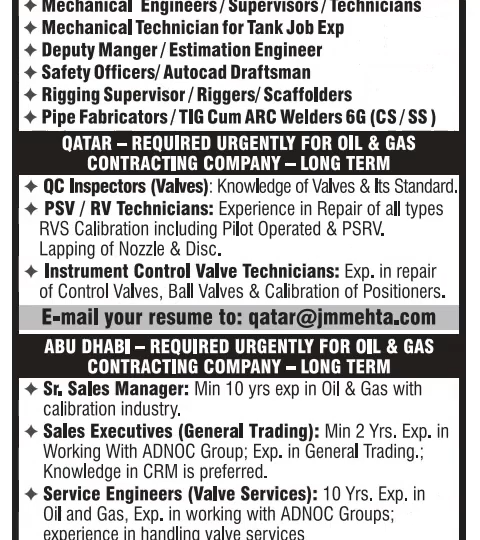 ✦ Mechanical Engineers / Supervisors / Technicians
✦ Mechanical Technician for Tank Job Exp
✦ Deputy Manger / Estimation Engineer
✦ Safety Officers/ Autocad Draftsman
✦ Rigging Supervisor / Riggers/ Scaffolders
✦ Pipe Fabricators / TIG Cum ARC Welders 6G (CS / SS )
QATAR – REQUIRED URGENTLY FOR OIL & GAS
CONTRACTING COMPANY – LONG TERM
✦ QC Inspectors (Valves): Knowledge of Valves & Its Standard.
✦ PSV / RV Technicians: Experience in Repair of all types
RVS Calibration including Pilot Operated & PSRV.
Lapping of Nozzle & Disc.
✦ Instrument Control Valve Technicians: Exp. in repair
of Control Valves, Ball Valves & Calibration of Positioners.
E-mail your resume to: qatar@jmmehta.com
ABU DHABI – REQUIRED URGENTLY FOR OIL & GAS
CONTRACTING COMPANY – LONG TERM
✦ Sr. Sales Manager: Min 10 yrs exp in Oil & Gas with
calibration industry.
✦ Sales Executives (General Trading): Min 2 Yrs. Exp. in
Working With ADNOC Group; Exp. in General Trading.;
Knowledge in CRM is preferred.
✦ Service Engineers (Valve Services): 10 Yrs. Exp. in
Oil and Gas, Exp. in working with ADNOC Groups;
experience in handling valve services